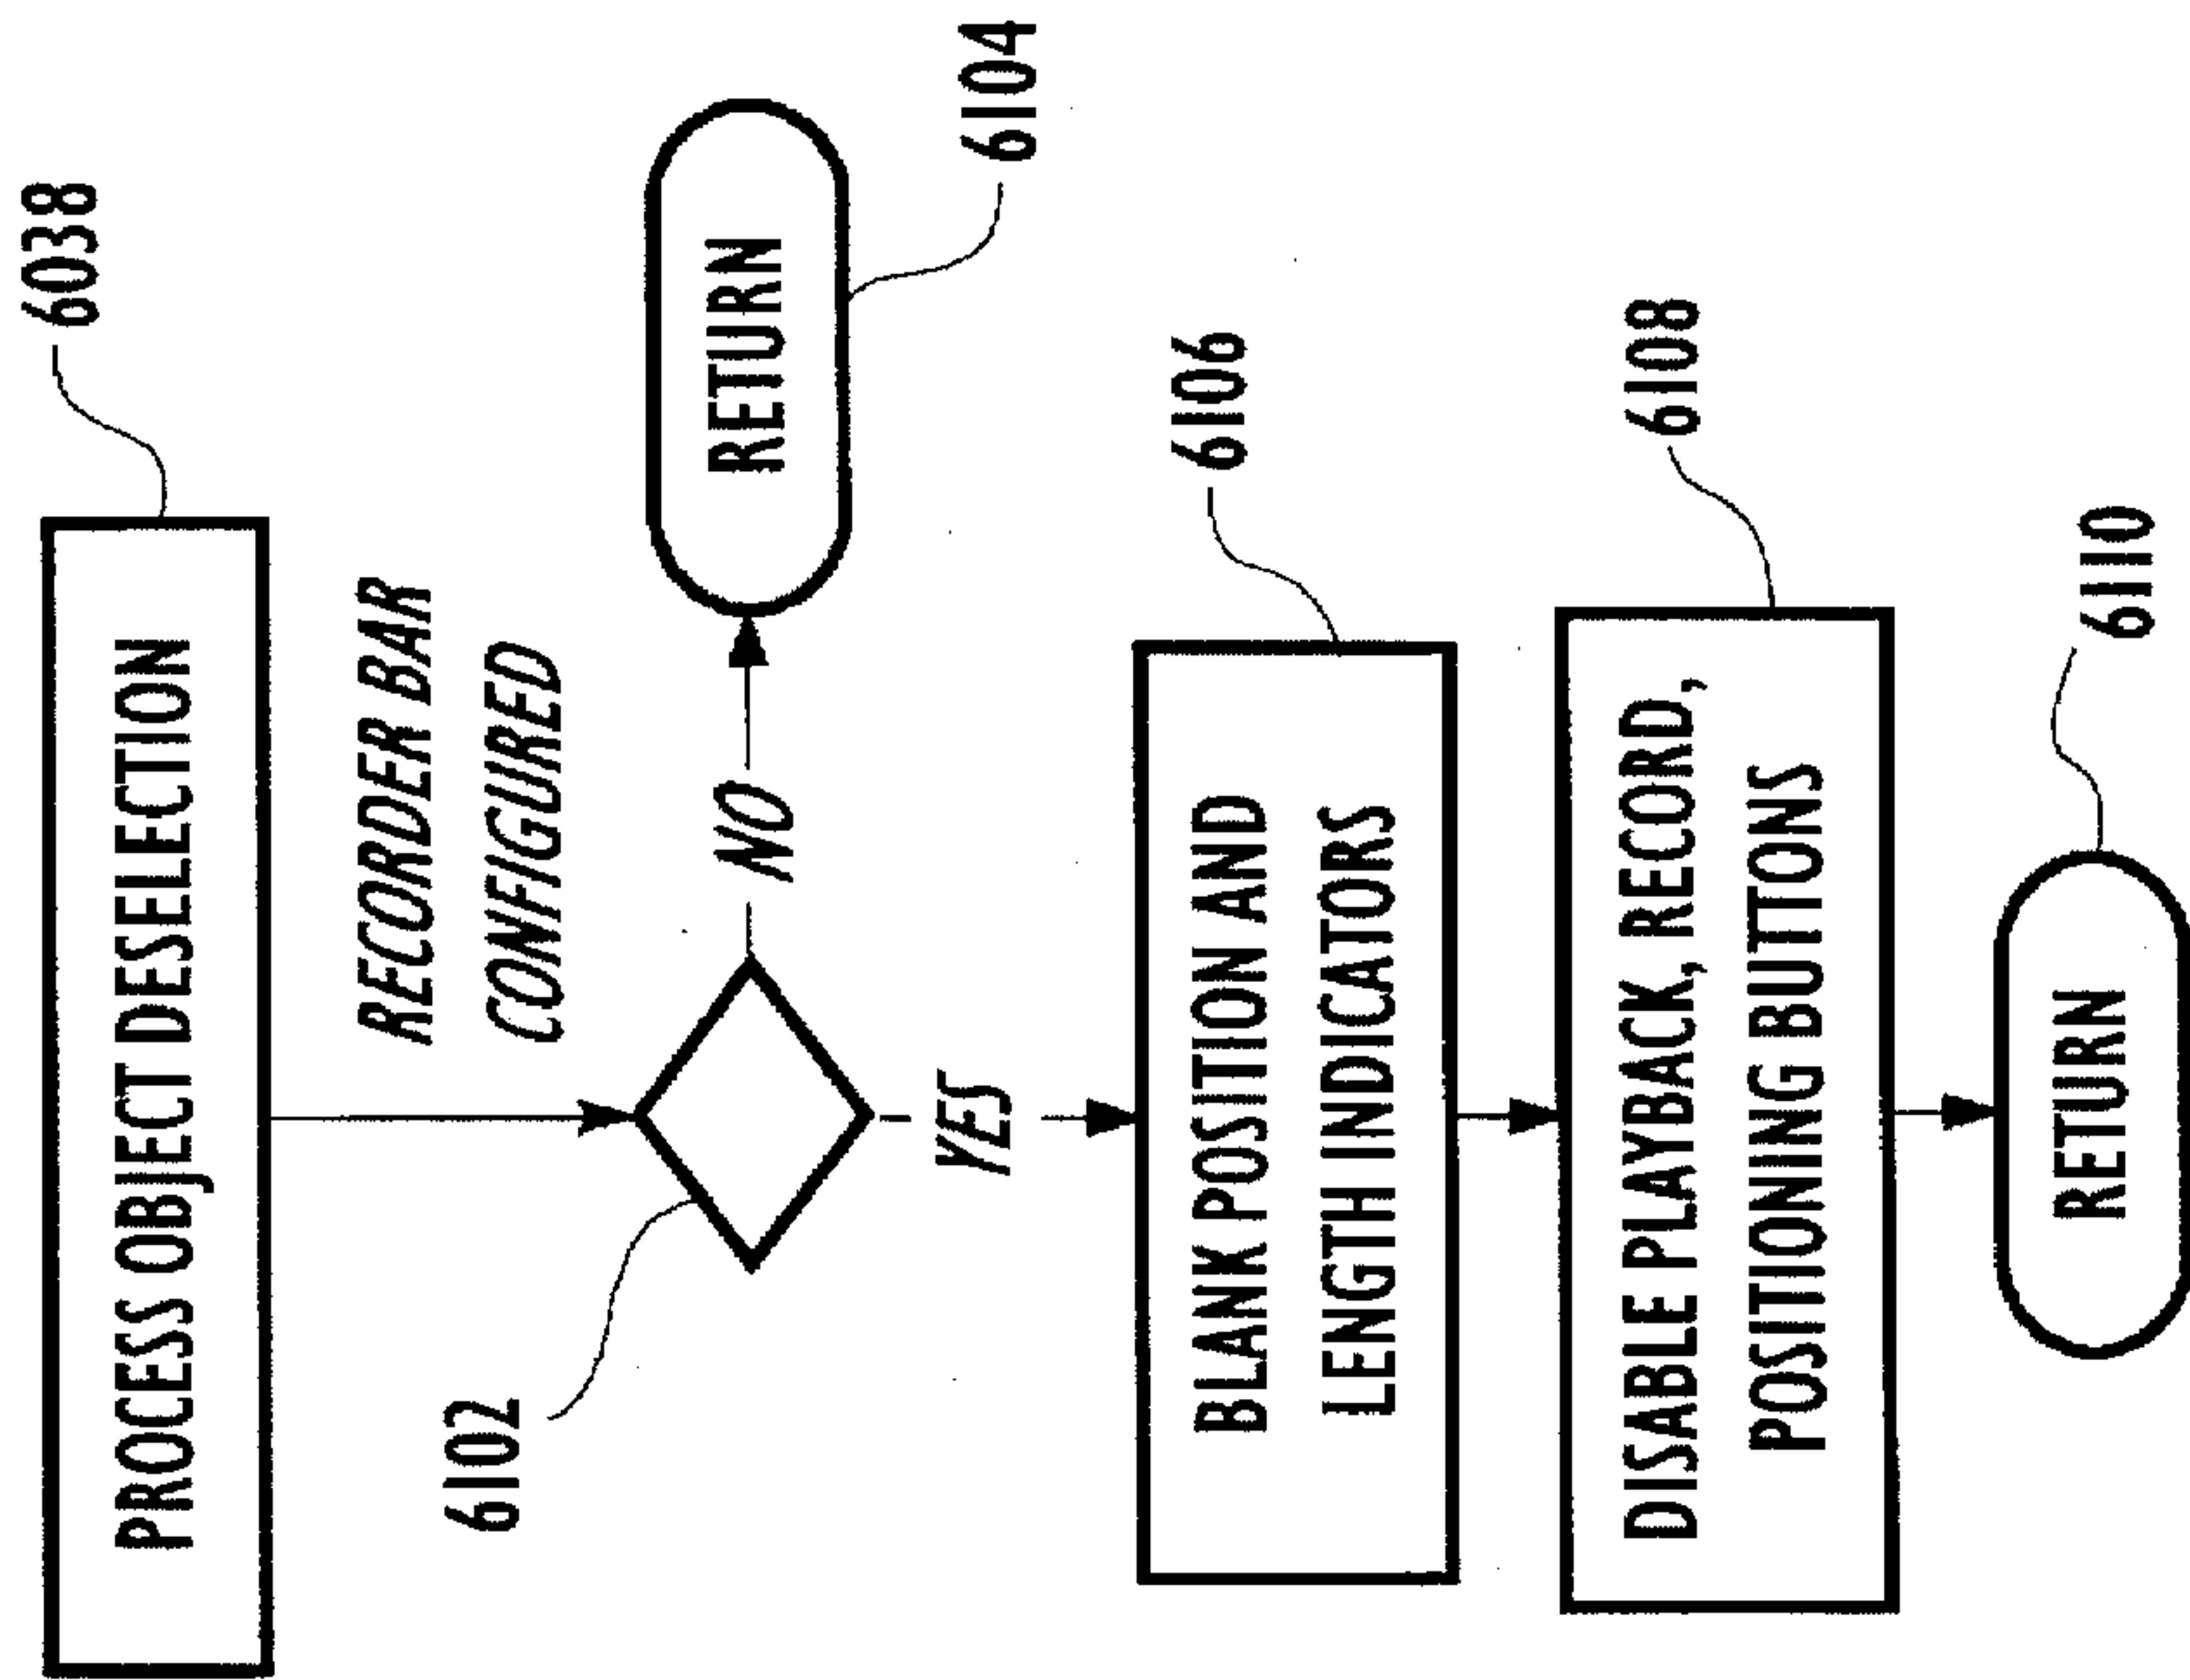 6038
PROCESS OBJECT DESELECTION
RECORDER BAR
CONFIGURED
6102
NO
RETURN
6104
YES
6106
BLANK POSITION AND
LENGTH INDICATORS
6108
DISABLE PLAYBACK, RECORD,
POSITIONING BUTTONS
6110
RETURN